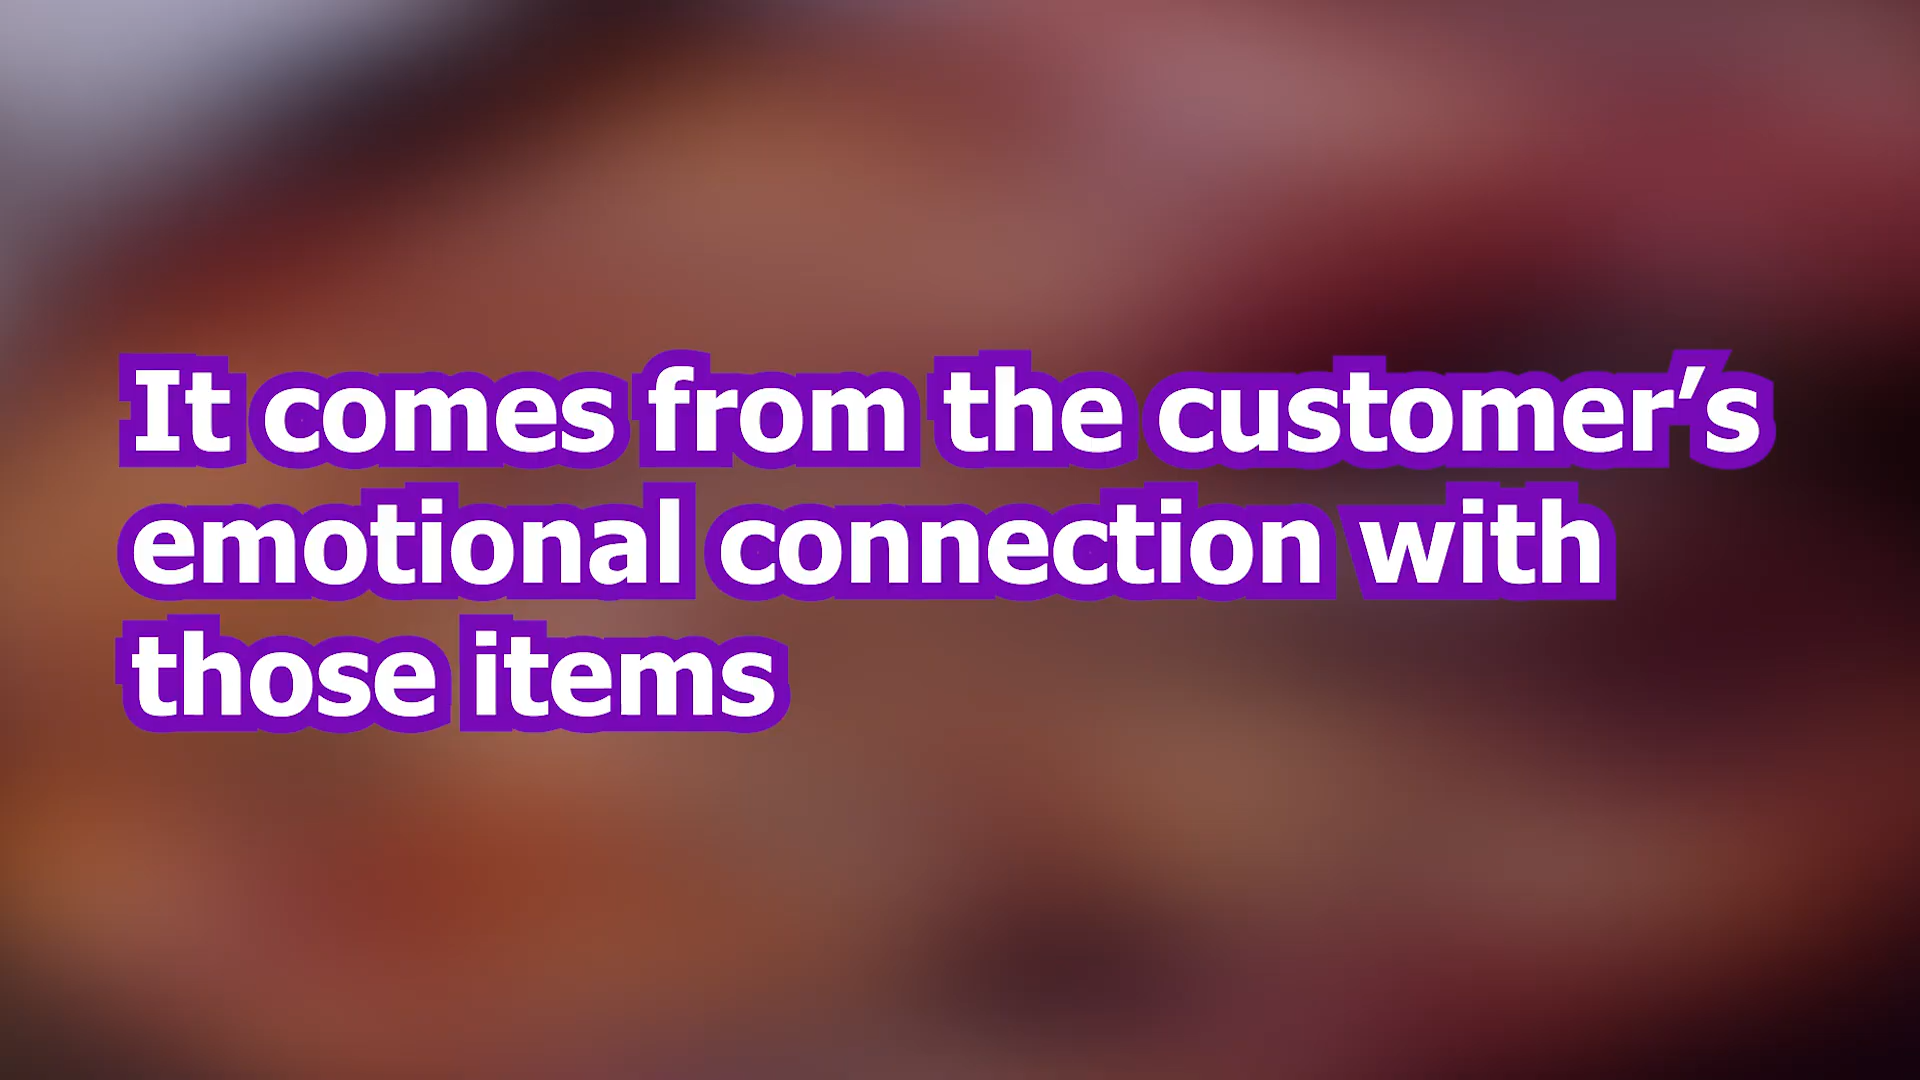 It comes from the customer’s
emotional connection with
those items